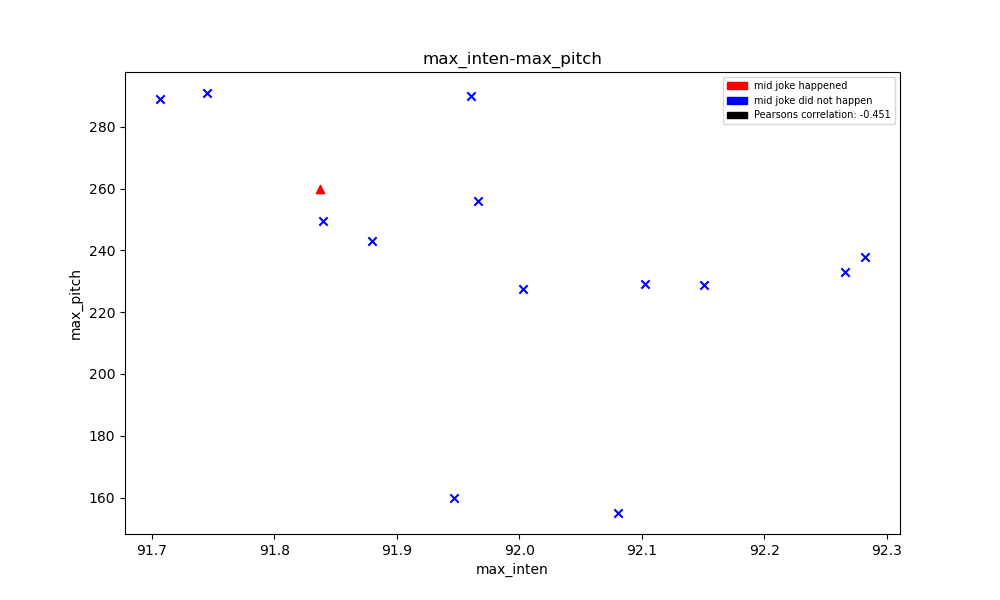 max_inten-max_pitch
mid joke happened
mid joke did not happen
Pearsons correlation: -0.451
280
260
240
220
200
180
160
max_pitch
91.7
91.8
91.9
92.0
92.1
92.2
92.3
max_inten